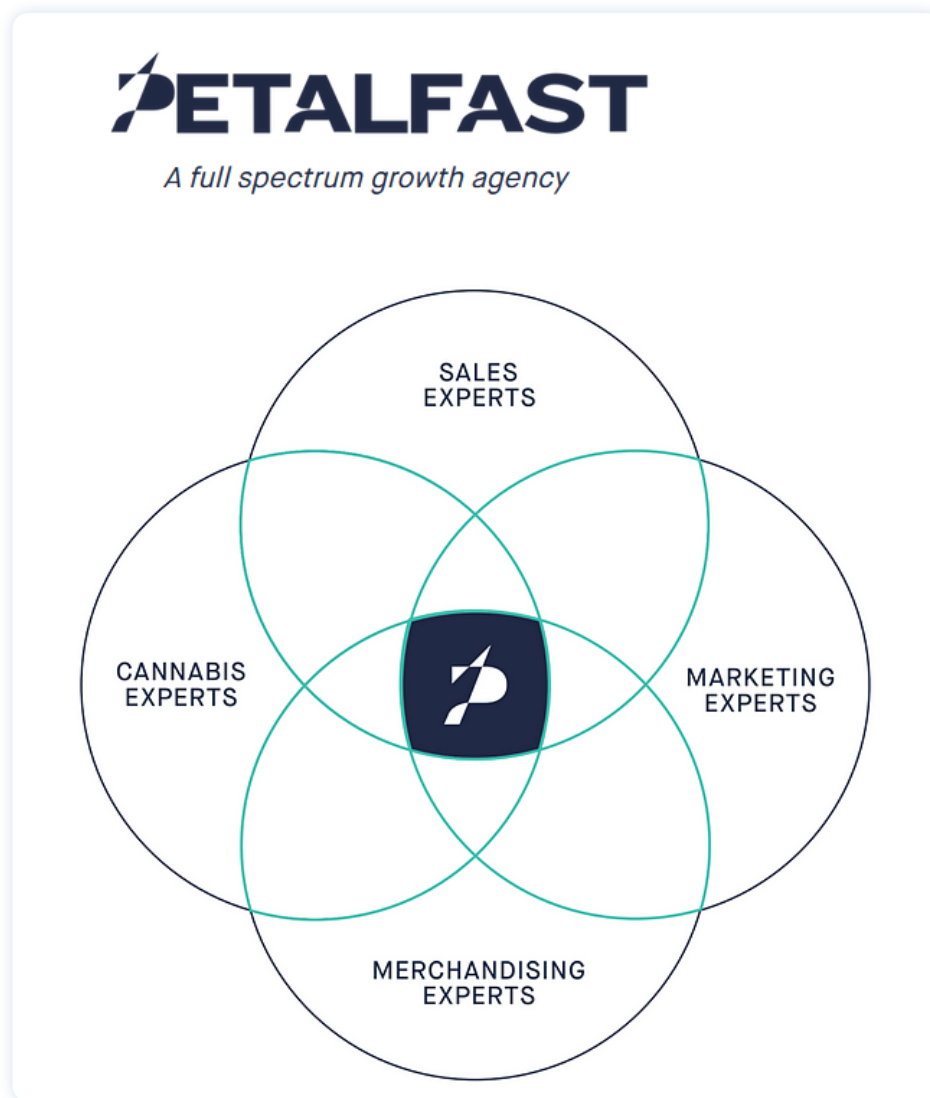 PETALFAST
A full spectrum growth agency
SALES
EXPERTS
CANNABIS
EXPERTS
MARKETING
EXPERTS
P
MERCHANDISING
EXPERTS